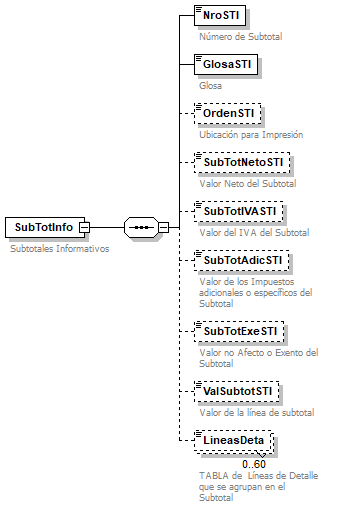 NroSTI
Número de Subtotal
GlosaSTI
Glosa
OrdenSTI
Ubicación para Impresión
SubTotNetoSTI
Valor Neto del Subtotal
SubTotInfo
Subtotales Informativos
SubTotIVASTI
Valor del IVA del Subtotal
SubTotAdicSTI
Valor de los Impuestos
adicionales o específicos del
Subtotal
SubTotExeSTI
Valor no Afecto o Exento del
Subtotal
ValSubtotSTI
Valor de la línea de subtotal
LineasDeta
0..60
TABLA de Líneas de Detalle
que se agrupan en el
Subtotal